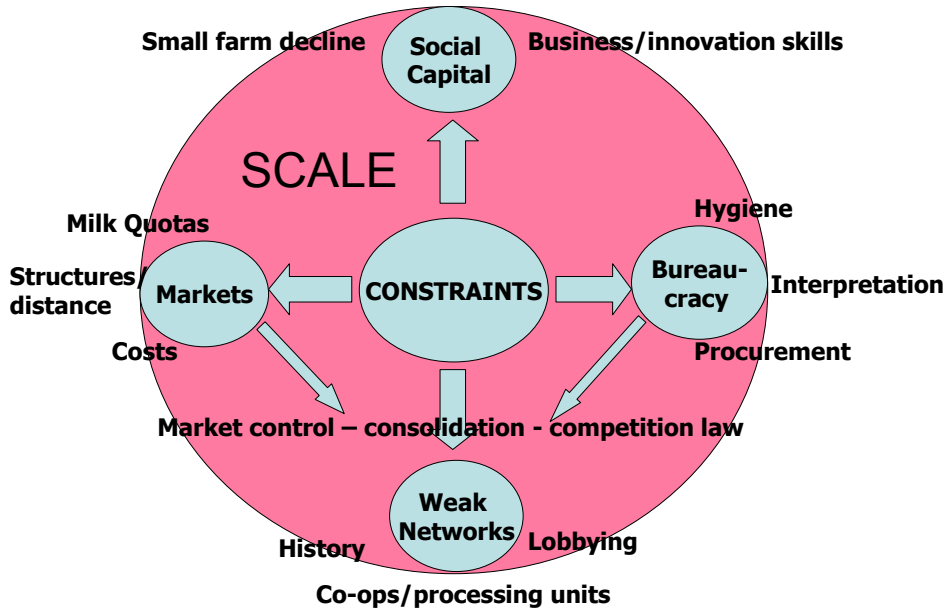 Small farm decline
Social
Capital
Business/innovation skills
SCALE
Milk Quotas
Hygiene
Structures/
distance
Markets
CONSTRAINTS
Bureau-
cracy
Interpretation
Costs
Procurement
Market control – consolidation - competition law
Weak
Networks
History
Lobbying
Co-ops/processing units